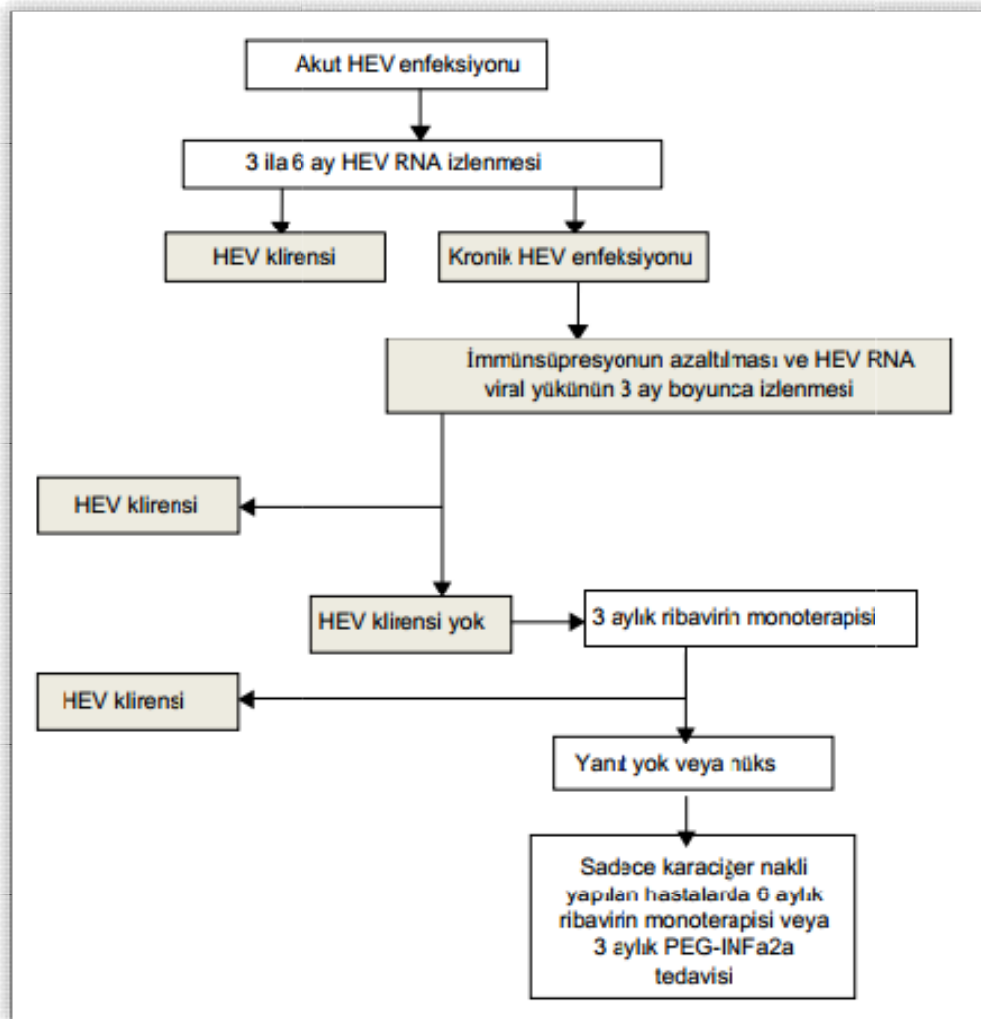 Akut HEV enfeksiyonu
3 ila 6 ay HEV RNA izlenmesi
HEV klirensi
Kronik HEV enfeksiyonu
İmmünsüpresyonun azaltılması ve HEV RNA
viral yükünün 3 ay boyunca izlenmesi
HEV klirensi
HEV klirensi yok
3 aylık ribavirin monoterapisi
HEV klirensi
Yanıt yok veya nüks
Sadece karaciğer nakli
yapılan hastalarda 6 aylık
ribavirin monoterapisi veya
3 aylık PEG-INFa2a
tedavisi